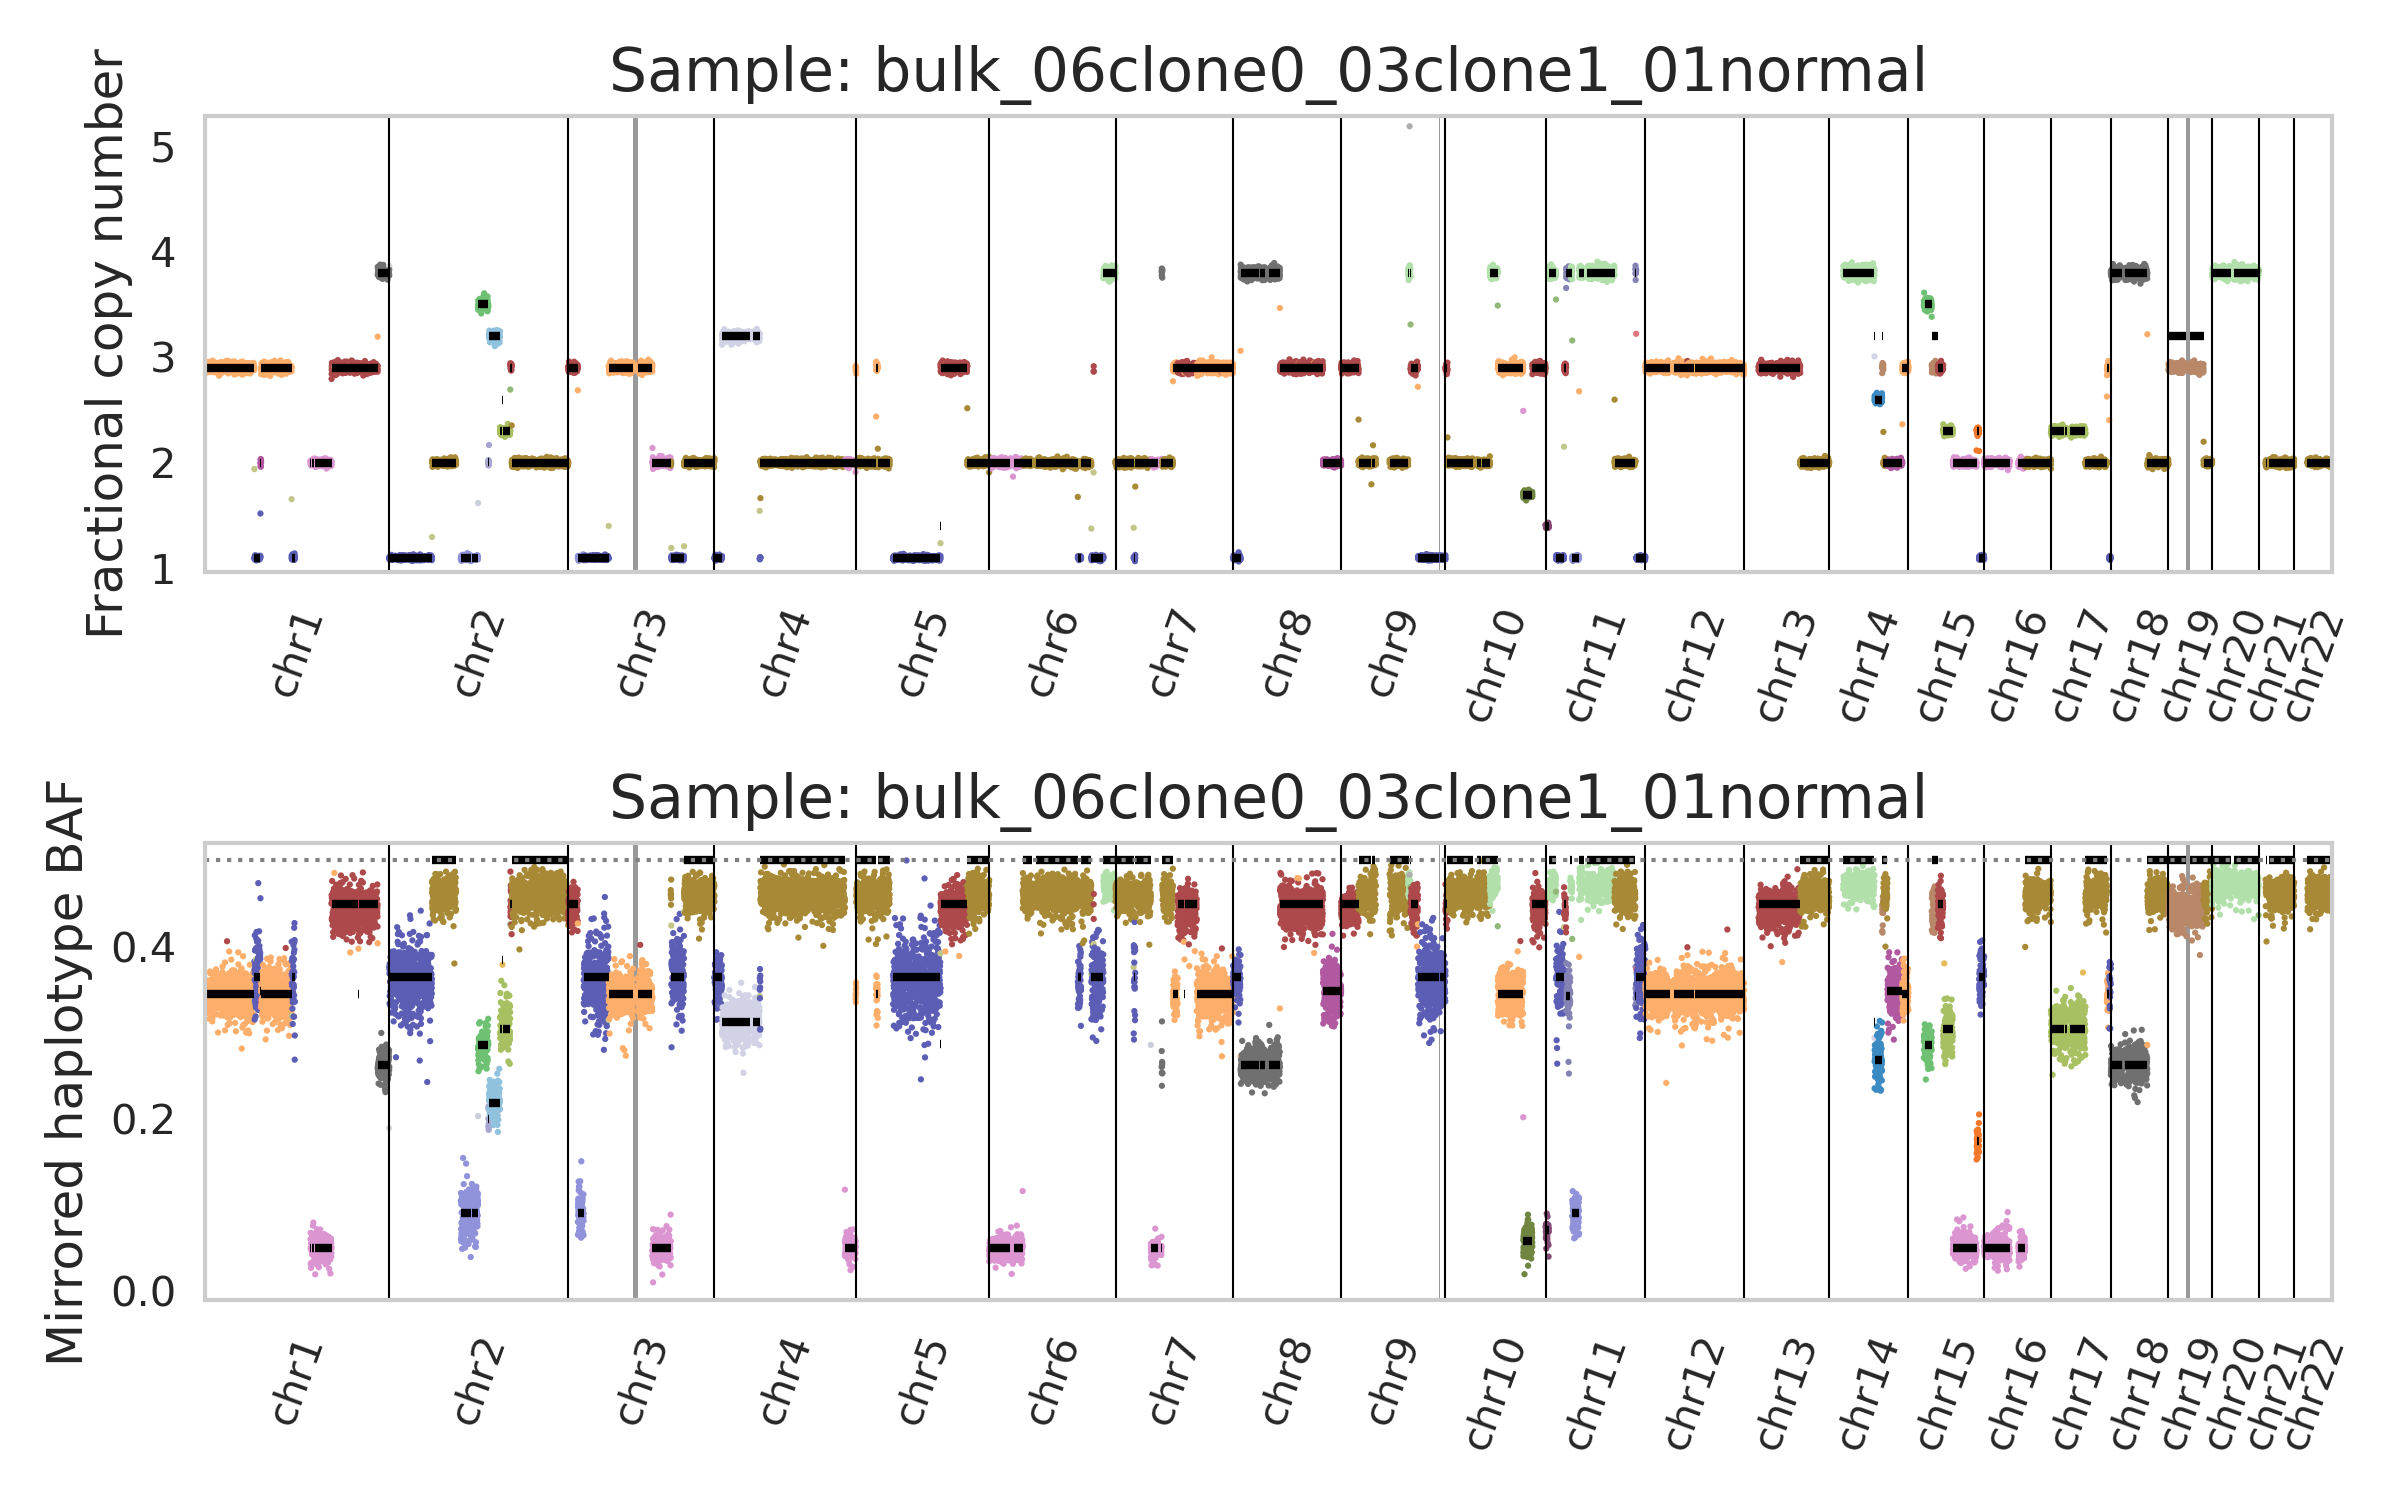 Sample: bulk_06clone0_03clone1_01normal
Fractional copy number
5
4
3
2
1
chr1 chr2 chr3 chr4 chr5 chr6 chr7 chr8 chr9 chr10 chr11 chr12 chr13 chr14 chr15 chr16 chr17 chr18 chr19 chr20 chr21 chr22
Sample: bulk_06clone0_03clone1_01normal
Mirrored haplotype BAF
0.4
0.2
0.0
chr1 chr2 chr3 chr4 chr5 chr6 chr7 chr8 chr9 chr10 chr11 chr12 chr13 chr14 chr15 chr16 chr17 chr18 chr19 chr20 chr21 chr22